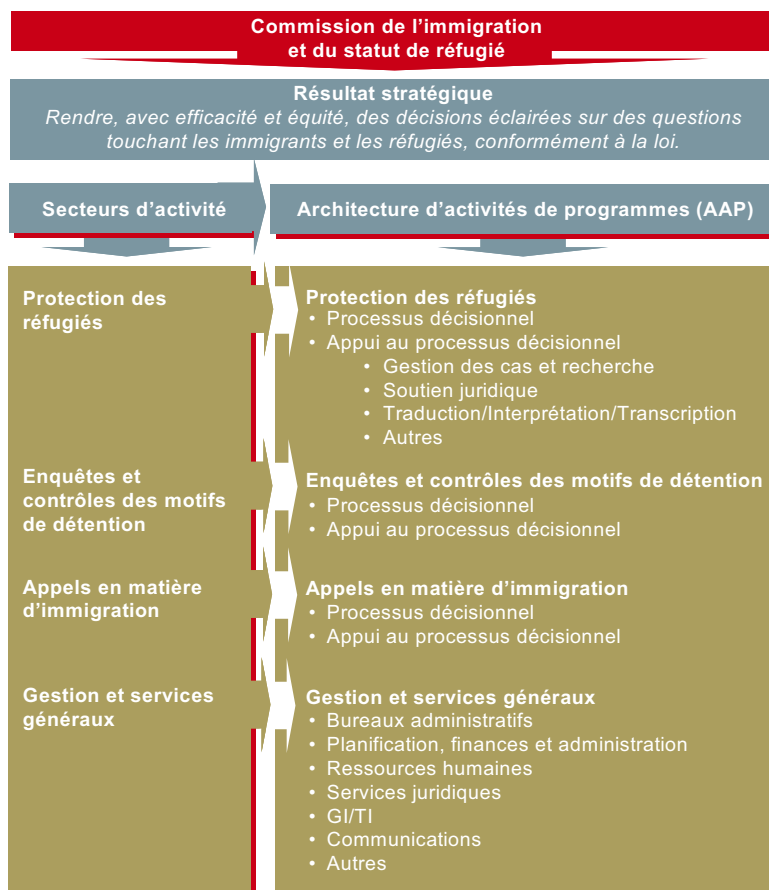 Commission de l'immigration
et du statut de réfugié
Résultat stratégique
Rendre, avec efficacité et équité, des décisions éclairées sur des questions
touchant les immigrants et les réfugiés, conformément à la loi.
Secteurs d'activité
Architecture d'activités de programmes (AAP)
Protection des
réfugiés
Protection des réfugiés
• Processus décisionnel
• Appui au processus décisionnel
• Gestion des cas et recherche
• Soutien juridique
• Traduction/Interprétation/Transcription
• Autres
Enquêtes et
contrôles des motifs
de détention
Enquêtes et contrôles des motifs de détention
• Processus décisionnel
• Appui au processus décisionnel
Appels en matière
d'immigration
Appels en matière d'immigration
• Processus décisionnel
• Appui au processus décisionnel
Gestion et services
généraux
Gestion et services généraux
• Bureaux administratifs
• Planification, finances et administration
• Ressources humaines
• Services juridiques
• GI/TI
• Communications
• Autres